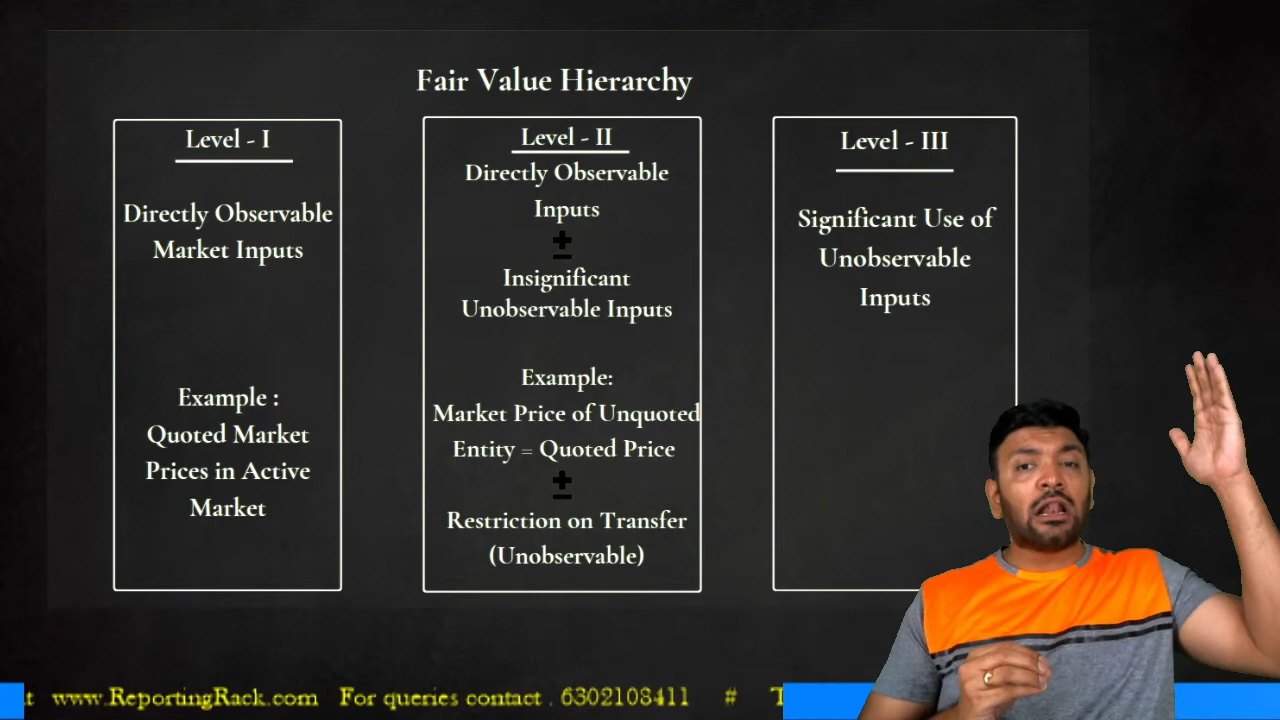 Fair Value Hierarchy
Level - I
Directly Observable
Market Inputs
Example :
Quoted Market
Prices in Active
Market
Level - II
Directly Observable
Inputs
±
Insignificant
Unobservable Inputs
Example:
Market Price of Unquoted
Entity = Quoted Price
±
Restriction on Transfer
(Unobservable)
Level - III
Significant Use of
Unobservable
Inputs
www.ReportingRack.com For queries contact . 6302108411 #